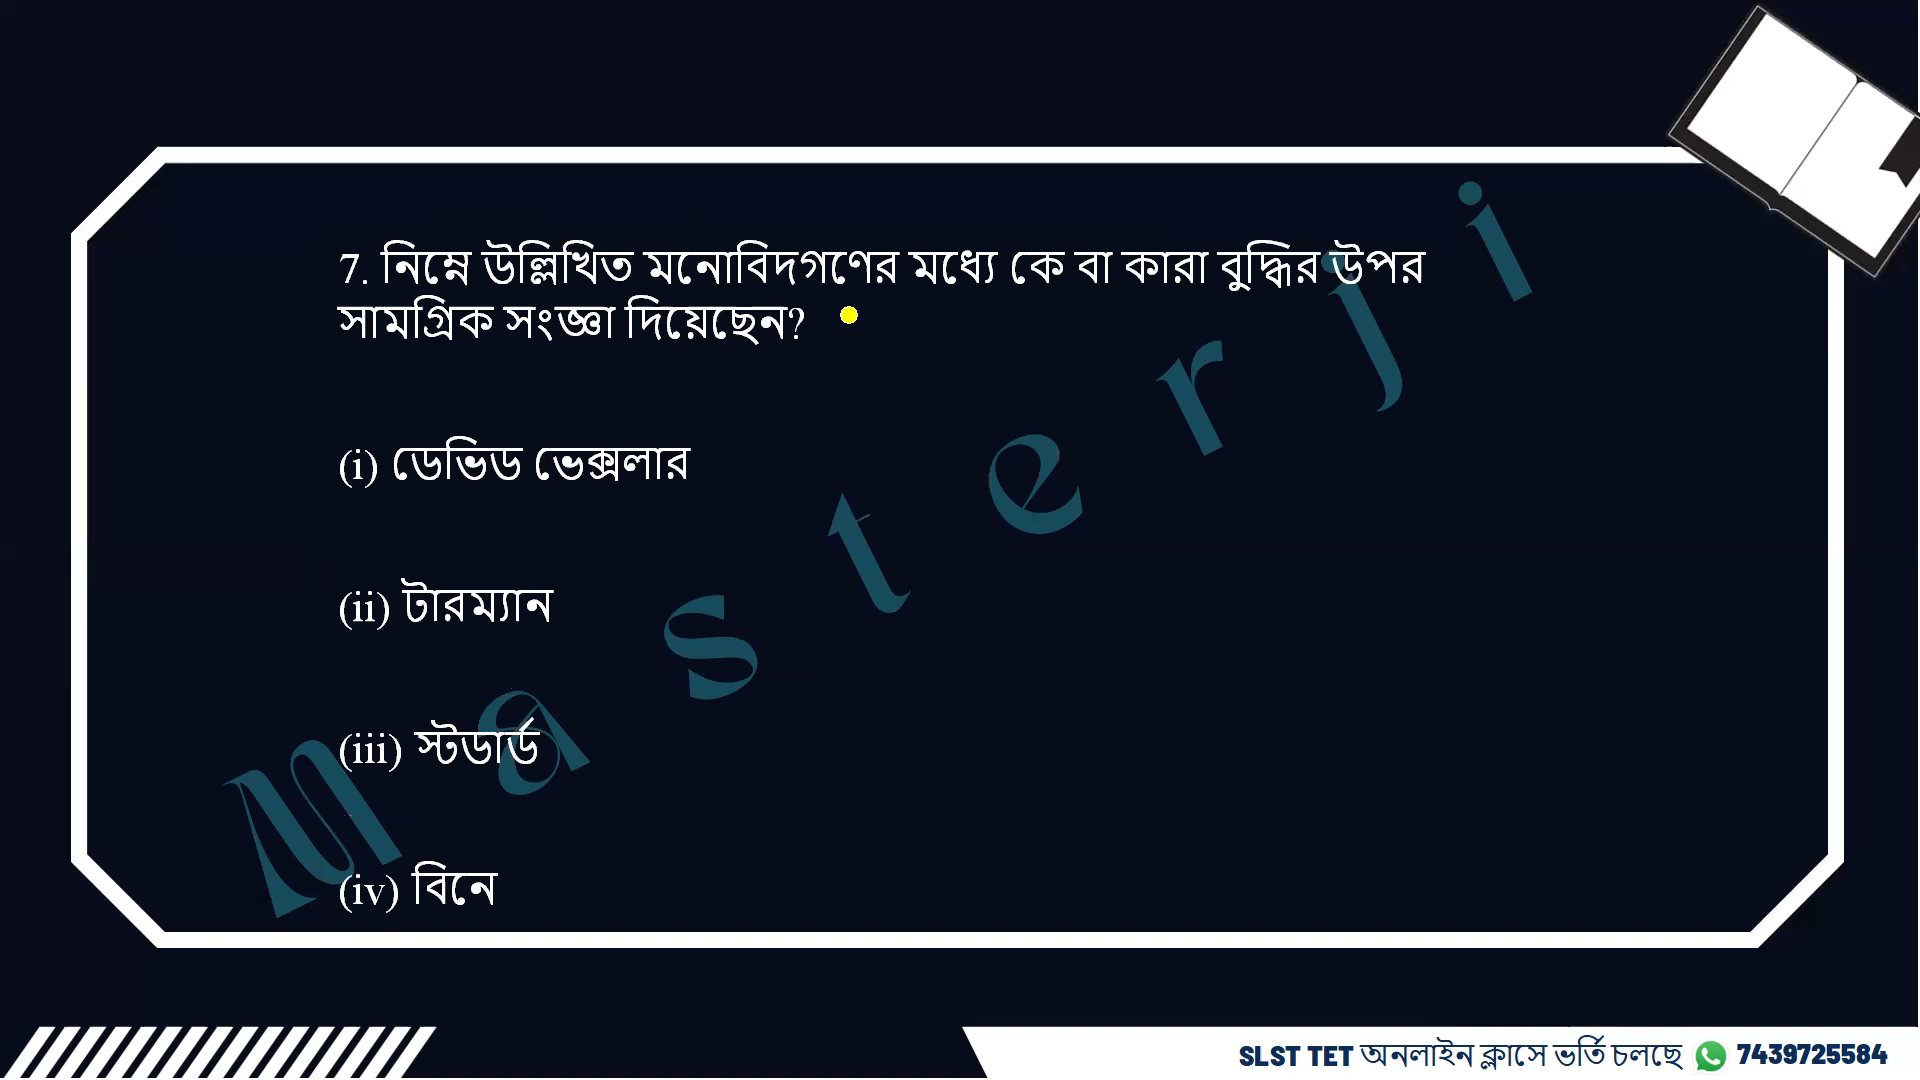 7. নিম্নে উল্লিখিত মনোবিদগণের মধ্যে কে বা কারা বুদ্ধির উপর
সামগ্রিক সংজ্ঞা দিয়েছেন?
(i) ডেভিড ভেক্সলার
(ii) টারম্যান
(iii) স্টডার্ড
(iv) বিনে
Masterji
SLST TET অনলাইন ক্লাসে ভর্তি চলছে 7439725584